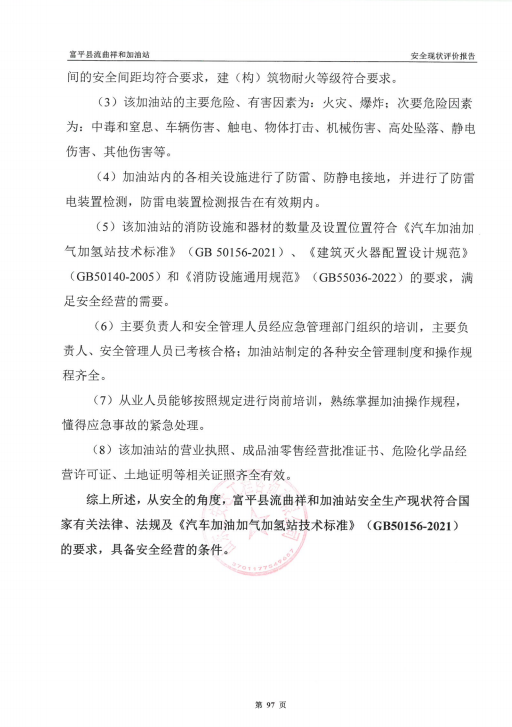 富平县流曲祥和加油站 安全现状评价报告
间的安全间距均符合要求，建（构）筑物耐火等级符合要求。
（3）该加油站的主要危险、有害因素为：火灾、爆炸；次要危险因素
为：中毒和窒息、车辆伤害、触电、物体打击、机械伤害、高处坠落、静电
伤害、其他伤害等。
（4）加油站内的各相关设施进行了防雷、防静电接地，并进行了防雷
电装置检测，防雷电装置检测报告在有效期内。
（5）该加油站的消防设施和器材的数量及设置位置符合《汽车加油加
气加氢站技术标准》（GB 50156-2021）、《建筑灭火器配置设计规范》
（GB50140-2005）和《消防设施通用规范》（GB55036-2022）的要求，满
足安全经营的需要。
（6）主要负责人和安全管理人员经应急管理部门组织的培训，主要负
责人、安全管理人员已考核合格；加油站制定的各种安全管理制度和操作规
程齐全。
（7）从业人员能够按照规定进行岗前培训，熟练掌握加油操作规程，
懂得应急事故的紧急处理。
（8）该加油站的营业执照、成品油零售经营批准证书、危险化学品经
营许可证、土地证明等相关证照齐全有效。
综上所述，从安全的角度，富平县流曲祥和加油站安全生产现状符合国
家有关法律、法规及《汽车加油加气加氢站技术标准》（GB50156-2021）
的要求，具备安全经营的条件。
第 97 页